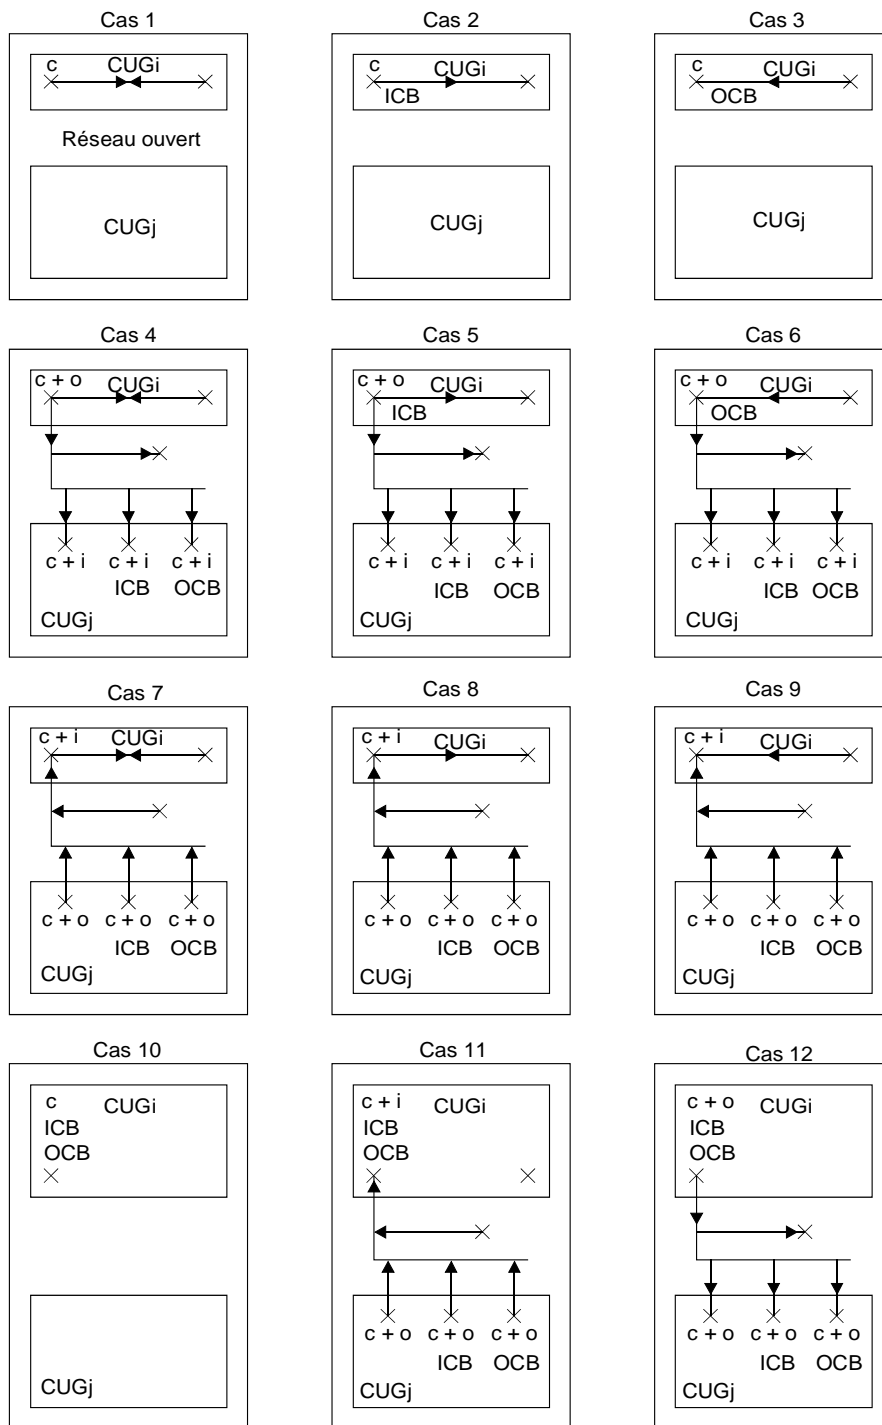 Cas 1
c CUGi
Réseau ouvert
CUGj
Cas 2
c CUGi
ICB
CUGj
Cas 3
c CUGi
OCB
CUGj
Cas 4
c + o CUGi
c + i c + i c + i
ICB OCB
CUGj
Cas 5
c + o CUGi
ICB
c + i c + i c + i
ICB OCB
CUGj
Cas 6
c + o CUGi
OCB
c + i c + i c + i
ICB OCB
CUGj
Cas 7
c + i CUGi
c + o c + o c + o
ICB OCB
CUGj
Cas 8
c + i CUGi
c + o c + o c + o
ICB OCB
CUGj
Cas 9
c + i CUGi
c + o c + o c + o
ICB OCB
CUGj
Cas 10
c CUGi
ICB
OCB
CUGj
Cas 11
c + i CUGi
ICB
OCB
c + o c + o c + o
ICB OCB
CUGj
Cas 12
c + o CUGi
ICB
OCB
c + o c + o c + o
ICB OCB
CUGj